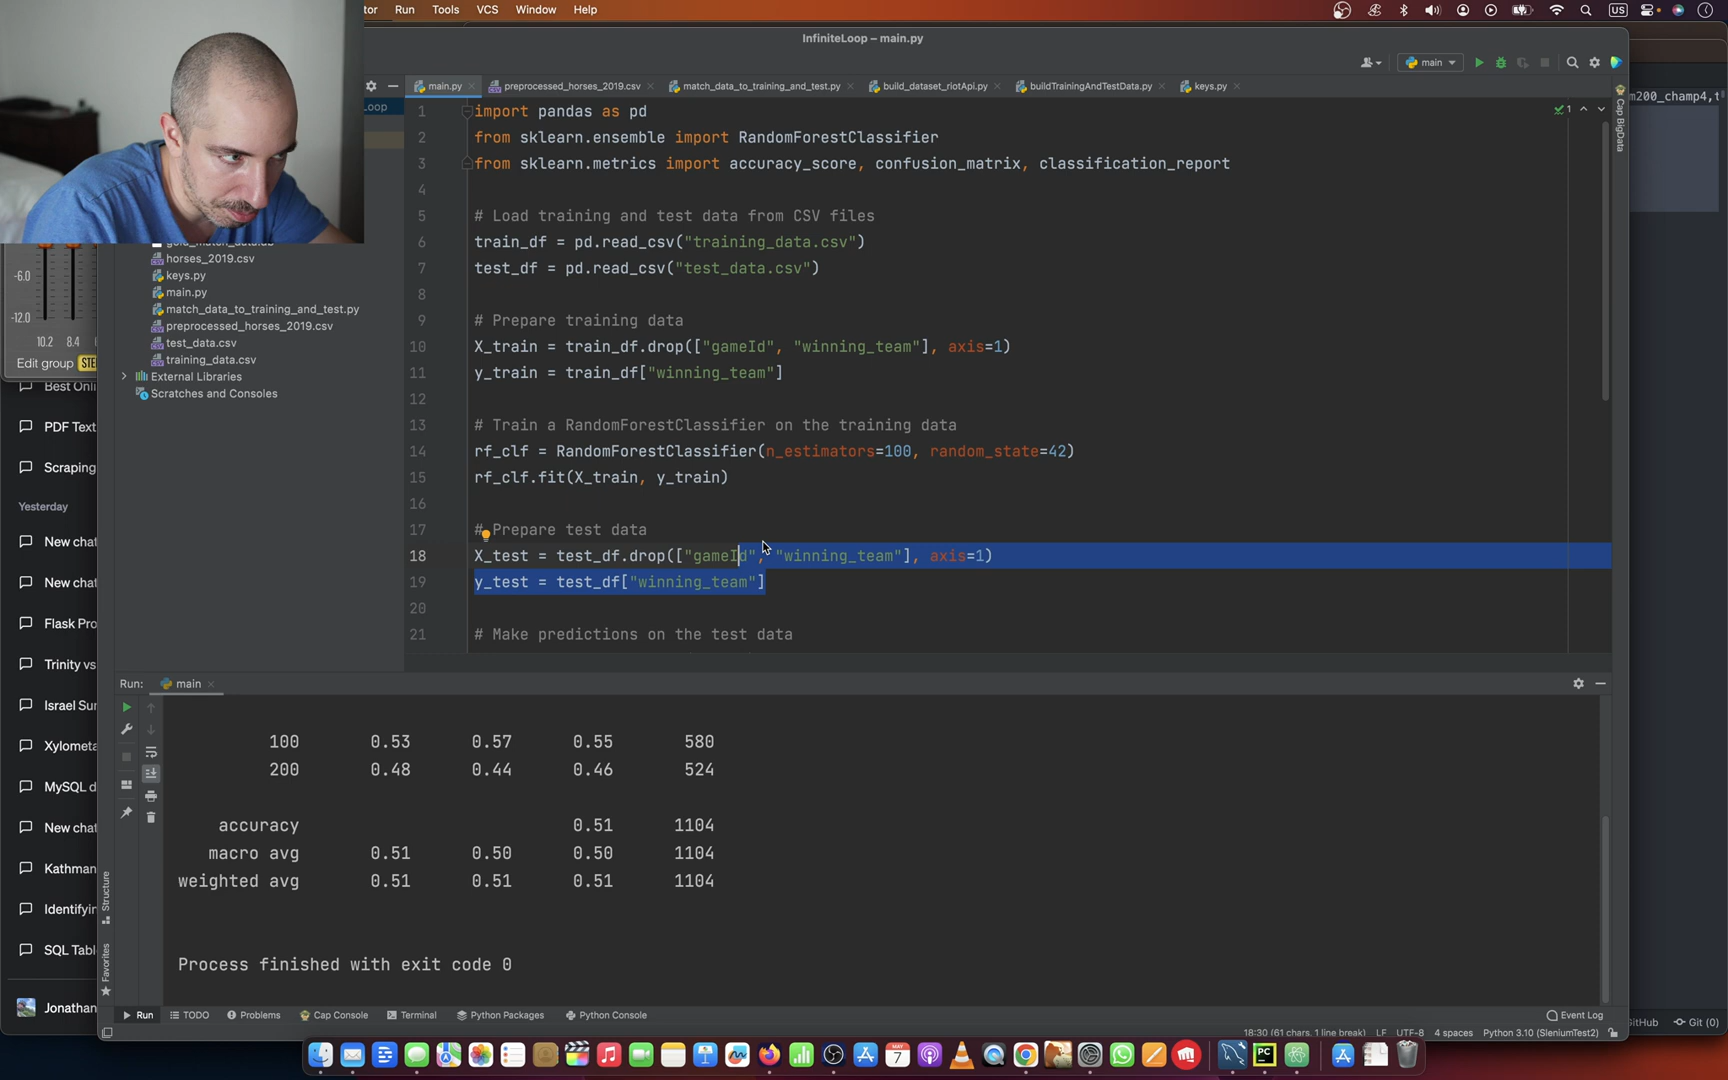 tor Run Tools VCS Window Help
US
InfiniteLoop – main.py
main
main.py
preprocessed_horses_2019.csv
match_data_to_training_and_test.py
build_dataset_riotApi.py
buildTrainingAndTestData.py
keys.py
Loop
m200_champ4,t
Cap BigData
1
1 import pandas as pd
2 from sklearn.ensemble import RandomForestClassifier
3 from sklearn.metrics import accuracy_score, confusion_matrix, classification_report
4
5 # Load training and test data from CSV files
6 train_df = pd.read_csv("training_data.csv")
7 test_df = pd.read_csv("test_data.csv")
8
9 # Prepare training data
10 X_train = train_df.drop(["gameId", "winning_team"], axis=1)
11 y_train = train_df["winning_team"]
12
13 # Train a RandomForestClassifier on the training data
14 rf_clf = RandomForestClassifier(n_estimators=100, random_state=42)
15 rf_clf.fit(X_train, y_train)
16
17 # Prepare test data
18 X_test = test_df.drop(["gameId", "winning_team"], axis=1)
19 y_test = test_df["winning_team"]
20
21 # Make predictions on the test data
horses_2019.csv
keys.py
main.py
match_data_to_training_and_test.py
preprocessed_horses_2019.csv
test_data.csv
training_data.csv
External Libraries
Scratches and Consoles
-6.0
-12.0
10.2 8.4
Edit group
Best Onli
PDF Text
Scraping
Yesterday
New chat
New chat
Flask Pro
Trinity vs
Israel Sur
Xylometa
MySQL d
New chat
Kathman
Identifyin
SQL Tabl
Jonathan
Run: main
100 0.53 0.57 0.55 580
200 0.48 0.44 0.46 524
accuracy 0.51 1104
macro avg 0.51 0.50 0.50 1104
weighted avg 0.51 0.51 0.51 1104
Process finished with exit code 0
Structure
Favorites
Run TODO Problems Cap Console Terminal Python Packages Python Console
Event Log
18:30 (61 chars, 1 line break) LF UTF-8 4 spaces Python 3.10 (SleniumTest2)
GitHub Git (0)
MAY
7
PC